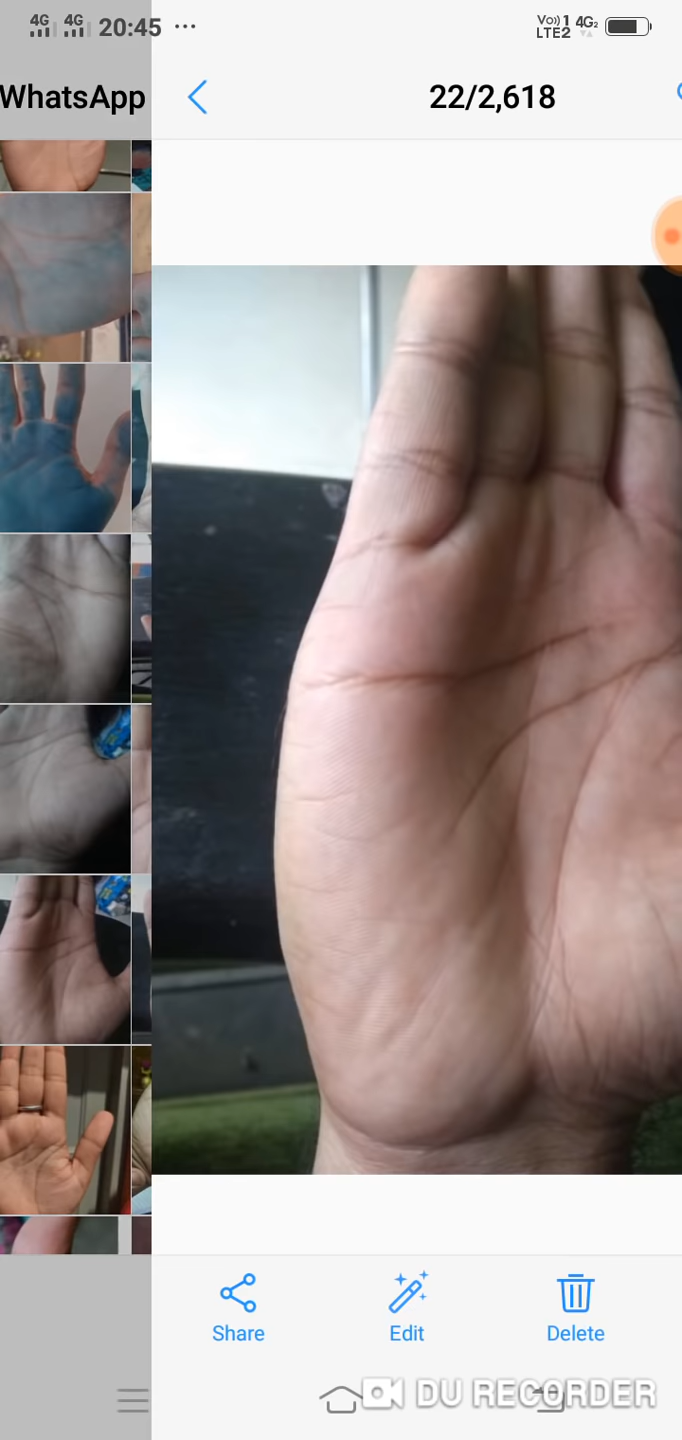 4G 4G 20:45 ...
Vo)) 1 4G2
LTE2
WhatsApp
22/2,618
Share Edit Delete
DU RECORDER